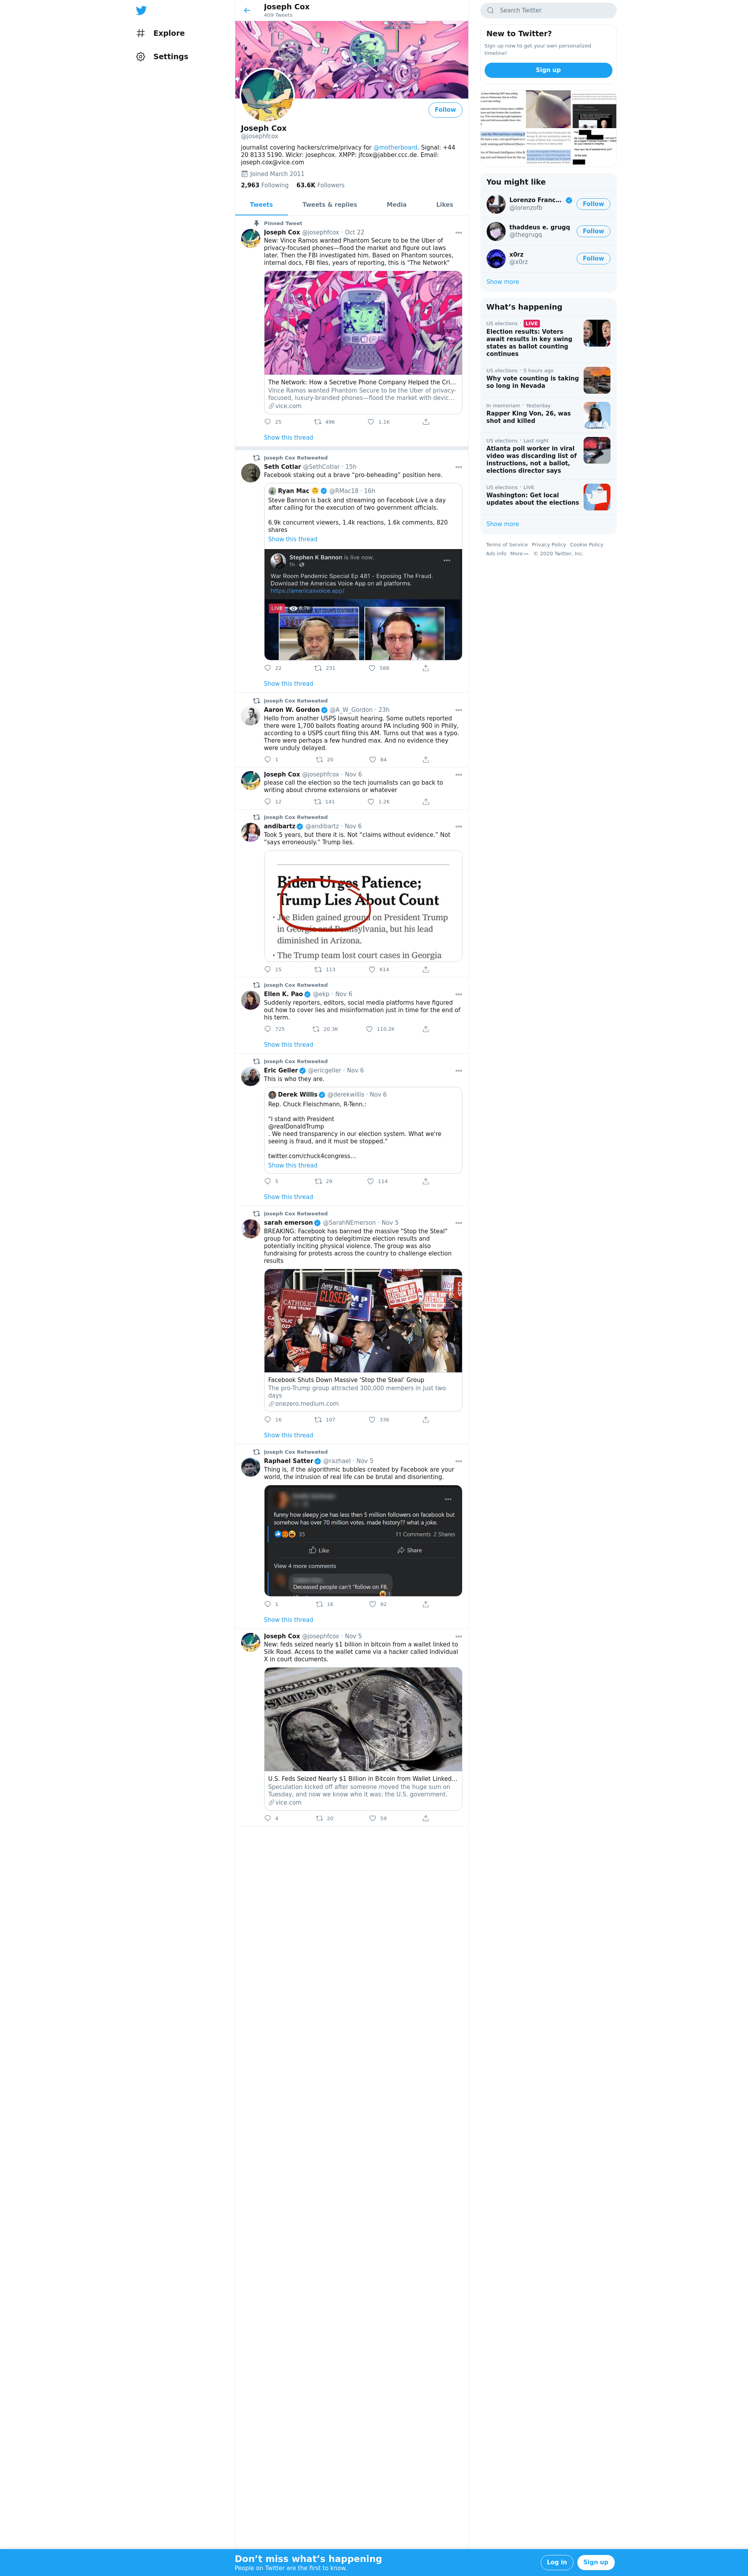 Explore
Settings
Joseph Cox
409 Tweets
Follow
Joseph Cox
@josephfcox
journalist covering hackers/crime/privacy for @motherboard. Signal: +44
20 8133 5190. Wickr: josephcox. XMPP: jfcox@jabber.ccc.de. Email:
joseph.cox@vice.com
Joined March 2011
2,963 Following 63.6K Followers
Tweets Tweets & replies Media Likes
Pinned Tweet
Joseph Cox @josephfcox · Oct 22
New: Vince Ramos wanted Phantom Secure to be the Uber of
privacy-focused phones—flood the market and figure out laws
later. Then the FBI investigated him. Based on Phantom sources,
internal docs, FBI files, years of reporting, this is "The Network"
The Network: How a Secretive Phone Company Helped the Cri...
Vince Ramos wanted Phantom Secure to be the Uber of privacy-
focused, luxury-branded phones—flood the market with devic...
vice.com
25 496 1.1K
Show this thread
Joseph Cox Retweeted
Seth Cotlar @SethCotlar · 15h
Facebook staking out a brave "pro-beheading" position here.
Ryan Mac @RMac18 · 16h
Steve Bannon is back and streaming on Facebook Live a day
after calling for the execution of two government officials.
6.9k concurrent viewers, 1.4k reactions, 1.6k comments, 820
shares
Show this thread
Stephen K Bannon is live now.
1h ·
War Room Pandemic Special Ep 481 - Exposing The Fraud.
Download the Americas Voice App on all platforms.
https://americasvoice.app/
LIVE 6.7K
22 231 588
Show this thread
Joseph Cox Retweeted
Aaron W. Gordon @A_W_Gordon · 23h
Hello from another USPS lawsuit hearing. Some outlets reported
there were 1,700 ballots floating around PA including 900 in Philly,
according to a USPS court filing this AM. Turns out that was a typo.
There were perhaps a few hundred max. And no evidence they
were unduly delayed.
1 20 84
Joseph Cox @josephfcox · Nov 6
please call the election so the tech journalists can go back to
writing about chrome extensions or whatever
12 141 1.2K
Joseph Cox Retweeted
andibartz @andibartz · Nov 6
Took 5 years, but there it is. Not "claims without evidence." Not
"says erroneously." Trump lies.
Biden Urges Patience;
Trump Lies About Count
• Joe Biden gained ground on President Trump
in Georgia and Pennsylvania, but his lead
diminished in Arizona.
• The Trump team lost court cases in Georgia
15 113 614
Joseph Cox Retweeted
Ellen K. Pao @ekp · Nov 6
Suddenly reporters, editors, social media platforms have figured
out how to cover lies and misinformation just in time for the end of
his term.
725 20.3K 110.2K
Show this thread
Joseph Cox Retweeted
Eric Geller @ericgeller · Nov 6
This is who they are.
Derek Willis @derekwillis · Nov 6
Rep. Chuck Fleischmann, R-Tenn.:
"I stand with President
@realDonaldTrump
. We need transparency in our election system. What we're
seeing is fraud, and it must be stopped."
twitter.com/chuck4congress...
Show this thread
5 29 114
Show this thread
Joseph Cox Retweeted
sarah emerson @SarahNEmerson · Nov 5
BREAKING: Facebook has banned the massive "Stop the Steal"
group for attempting to delegitimize election results and
potentially inciting physical violence. The group was also
fundraising for protests across the country to challenge election
results
CLOSED
CATHOLICS
Facebook Shuts Down Massive 'Stop the Steal' Group
The pro-Trump group attracted 300,000 members in just two
days
onezero.medium.com
16 107 336
Show this thread
Joseph Cox Retweeted
Raphael Satter @razhael · Nov 5
Thing is, if the algorithmic bubbles created by Facebook are your
world, the intrusion of real life can be brutal and disorienting.
funny how sleepy joe has less then 5 million followers on facebook but
somehow has over 70 million votes. made history?? what a joke.
35 11 Comments 2 Shares
Like Share
View 4 more comments
Deceased people can't "follow on FB.
1 16 92
Show this thread
Joseph Cox @josephfcox · Nov 5
New: feds seized nearly $1 billion in bitcoin from a wallet linked to
Silk Road. Access to the wallet came via a hacker called Individual
X in court documents.
U.S. Feds Seized Nearly $1 Billion in Bitcoin from Wallet Linked...
Speculation kicked off after someone moved the huge sum on
Tuesday, and now we know who it was: the U.S. government.
vice.com
4 20 59
Search Twitter
New to Twitter?
Sign up now to get your own personalized
timeline!
Sign up
You might like
Lorenzo Franc...
@lorenzofb
Follow
thaddeus e. grugq
@thegrugq
Follow
x0rz
@x0rz
Follow
Show more
What's happening
US elections · LIVE
Election results: Voters
await results in key swing
states as ballot counting
continues
US elections · 5 hours ago
Why vote counting is taking
so long in Nevada
In memoriam · Yesterday
Rapper King Von, 26, was
shot and killed
US elections · Last night
Atlanta poll worker in viral
video was discarding list of
instructions, not a ballot,
elections director says
US elections · LIVE
Washington: Get local
updates about the elections
Show more
Terms of Service Privacy Policy Cookie Policy
Ads info More © 2020 Twitter, Inc.
Don't miss what's happening
People on Twitter are the first to know.
Log in
Sign up